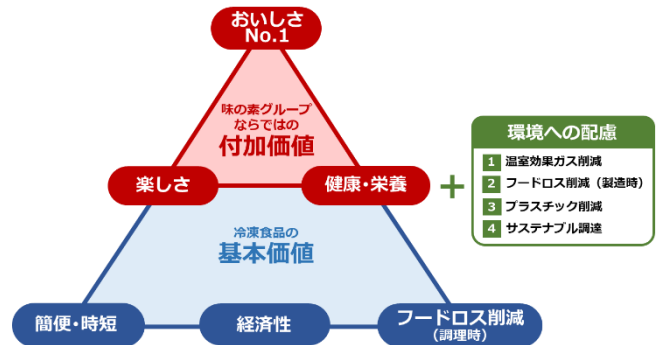 おいしさ
No.1
味の素グループ
ならではの
付加価値
楽しさ
健康・栄養
冷凍食品の
基本価値
簡便・時短
経済性
フードロス削減
(調理時)
+
環境への配慮
1 温室効果ガス削減
2 フードロス削減（製造時）
3 プラスチック削減
4 サステナブル調達